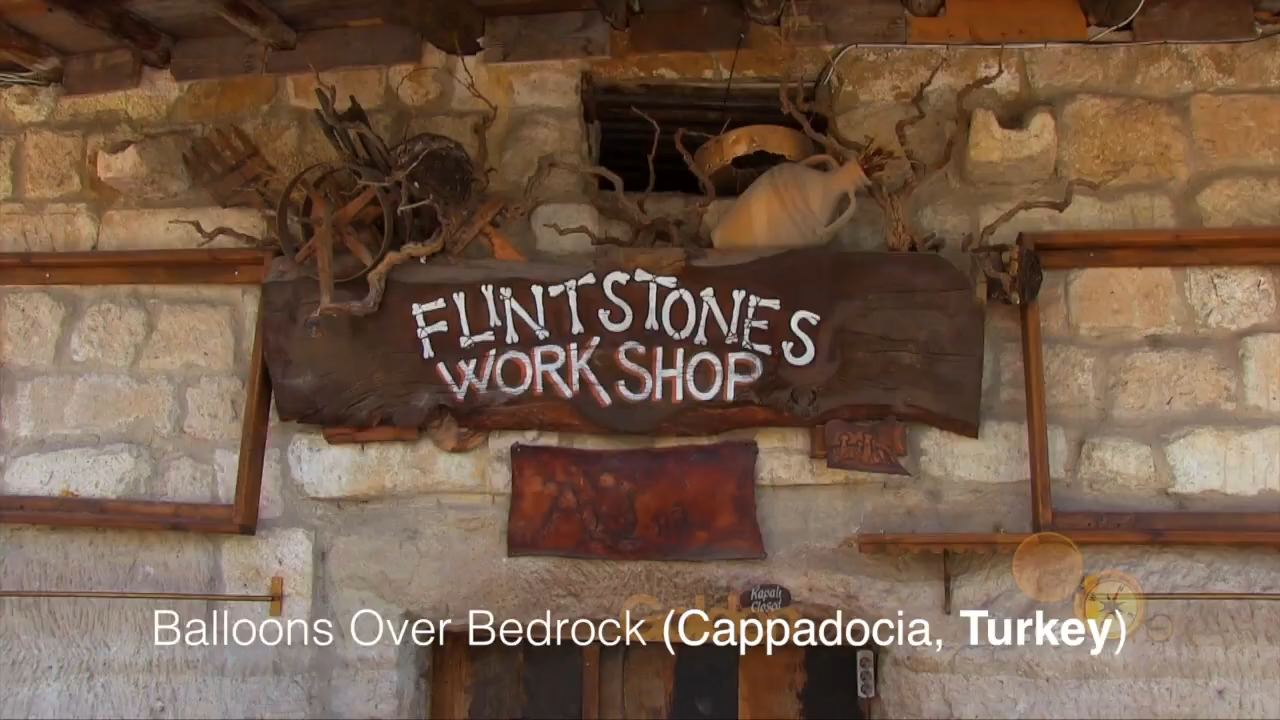 FLINTSTONES
WORK SHOP
Kapalı
Closed
Balloons Over Bedrock (Cappadocia, Turkey)